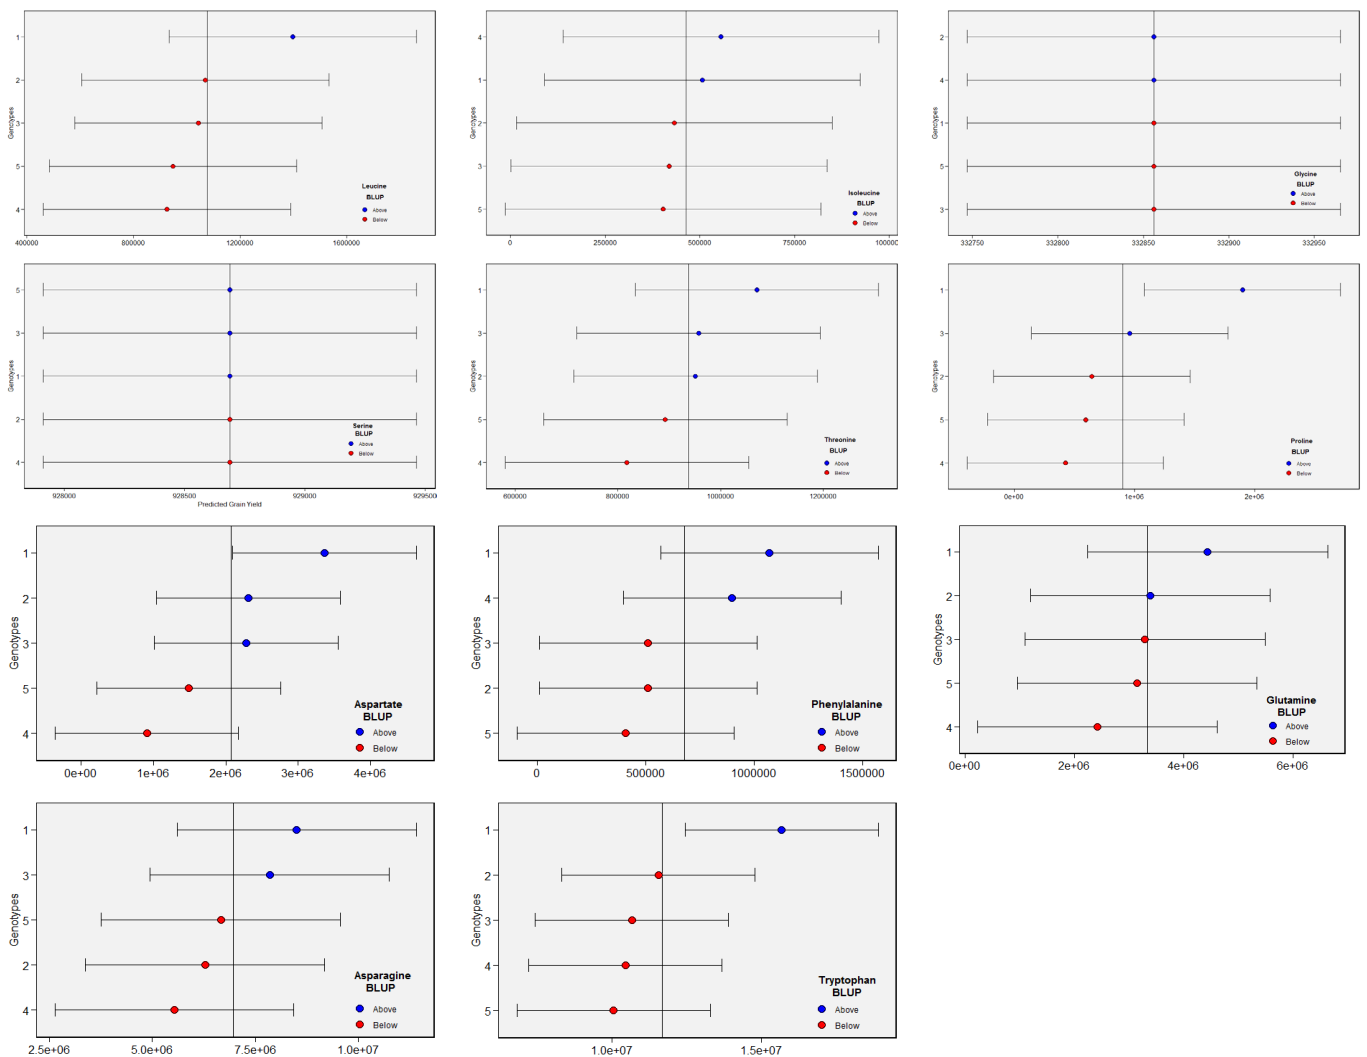 Genotypes
1
2
3
5
4
Leucine
BLUP
Above
Below
400000 800000 1200000 1600000
Genotypes
4
1
2
3
5
Isoleucine
BLUP
Above
Below
0 250000 500000 750000 100000
Genotypes
2
4
1
5
3
Glycine
BLUP
Above
Below
332750 332800 332850 332900 332950
Genotypes
5
3
1
2
4
Serine
BLUP
Above
Below
928000 928500 929000 929500
Predicted Grain Yield
Genotypes
1
3
2
5
4
Threonine
BLUP
Above
Below
600000 800000 1000000 1200000
Genotypes
1
3
2
5
4
Proline
BLUP
Above
Below
0e+00 1e+06 2e+06
Genotypes
1
2
3
5
4
Aspartate
BLUP
Above
Below
0e+00 1e+06 2e+06 3e+06 4e+06
Genotypes
1
4
3
2
5
Phenylalanine
BLUP
Above
Below
0 500000 1000000 1500000
Genotypes
1
2
3
5
4
Glutamine
BLUP
Above
Below
0e+00 2e+06 4e+06 6e+06
Genotypes
1
3
5
2
4
Asparagine
BLUP
Above
Below
2.5e+06 5.0e+06 7.5e+06 1.0e+07
Genotypes
1
2
3
4
5
Tryptophan
BLUP
Above
Below
1.0e+07 1.5e+07